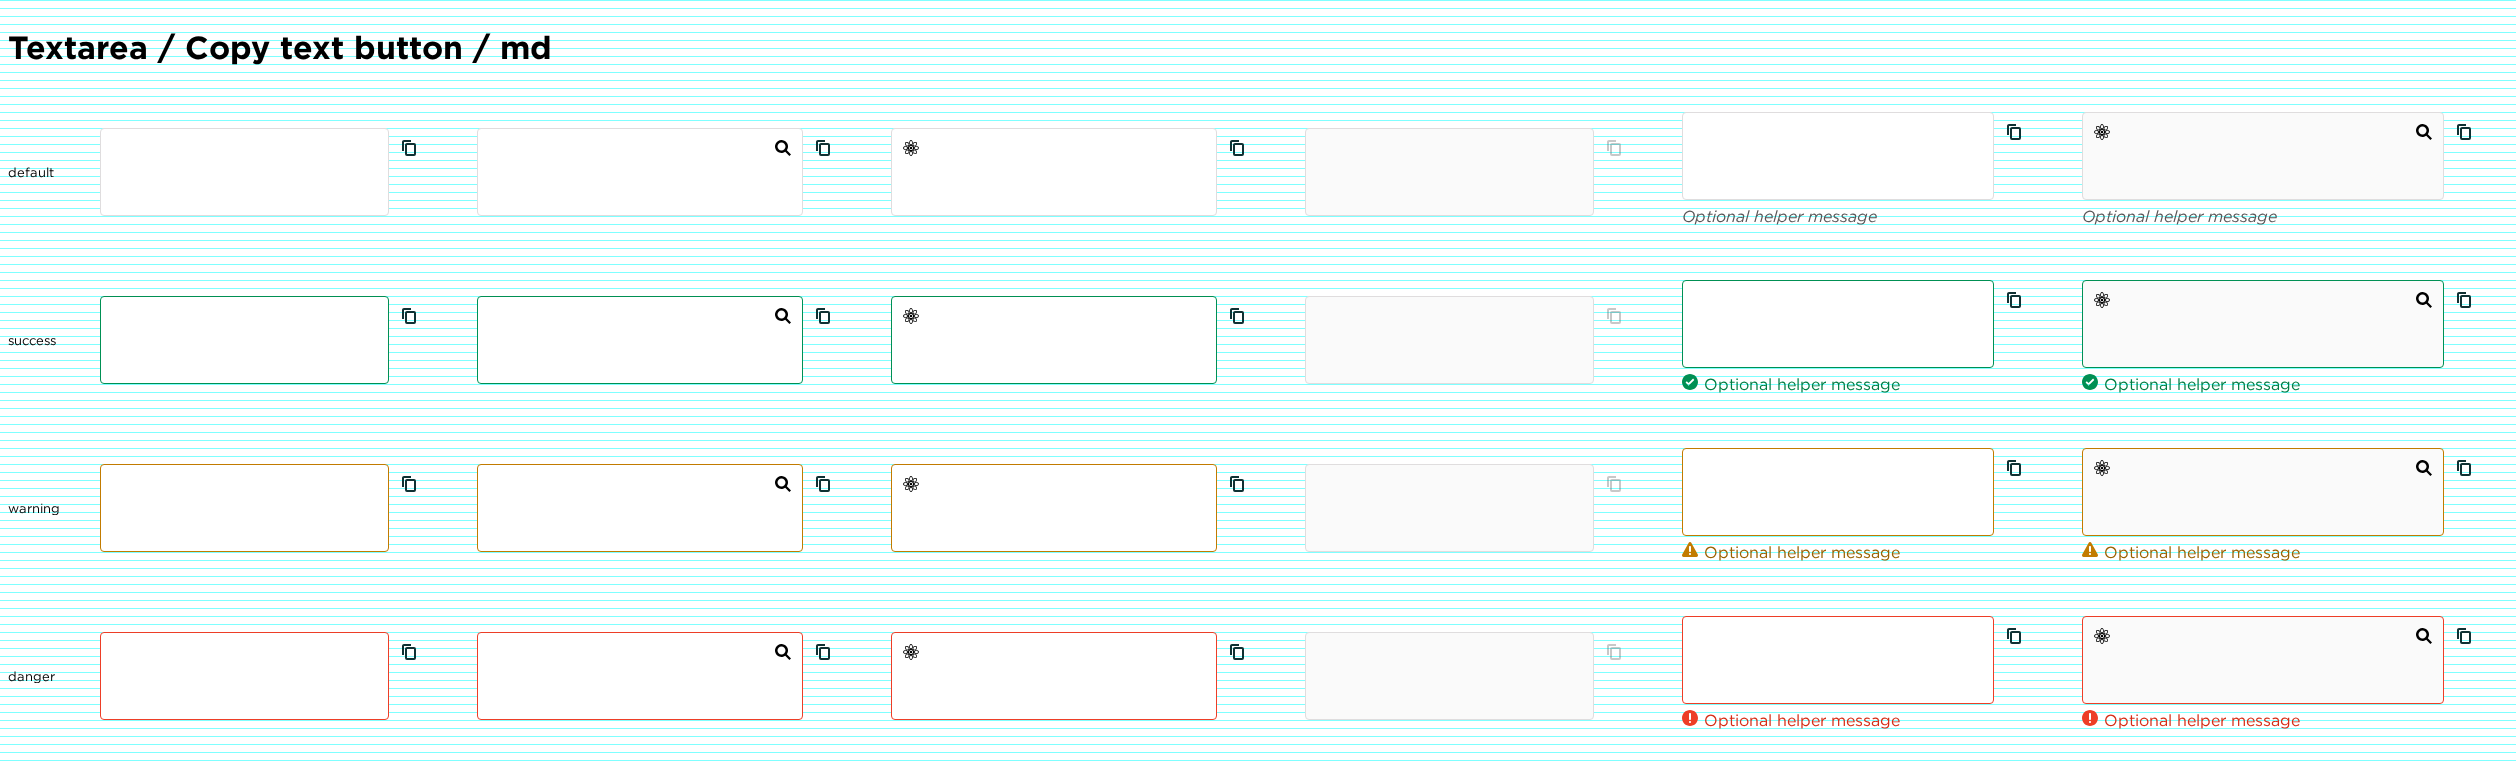 Textarea / Copy text button / md
default
Optional helper message
Optional helper message
success
Optional helper message
Optional helper message
warning
Optional helper message
Optional helper message
danger
Optional helper message
Optional helper message